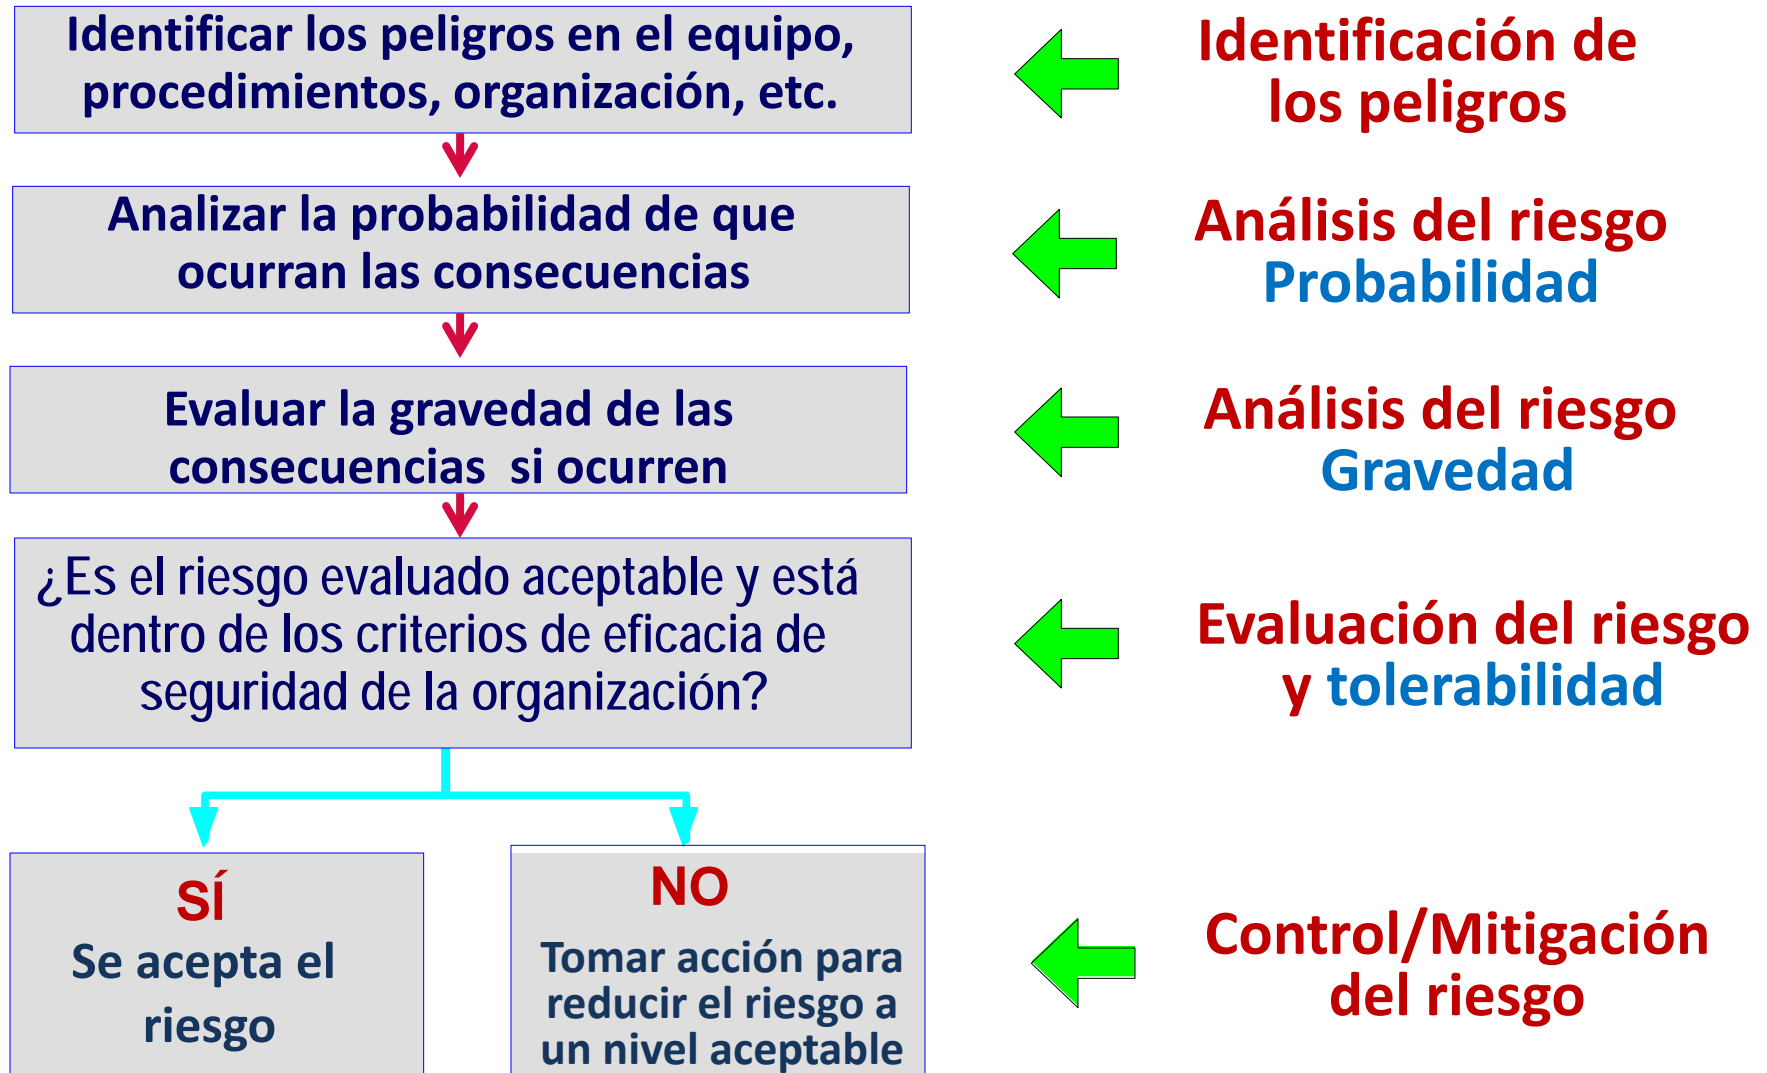 Identificar los peligros en el equipo,
procedimientos, organización, etc.
Identificación de
los peligros
Analizar la probabilidad de que
ocurran las consecuencias
Análisis del riesgo
Probabilidad
Evaluar la gravedad de las
consecuencias si ocurren
Análisis del riesgo
Gravedad
¿Es el riesgo evaluado aceptable y está
dentro de los criterios de eficacia de
seguridad de la organización?
Evaluación del riesgo
y tolerabilidad
SÍ
Se acepta el
riesgo
NO
Tomar acción para
reducir el riesgo a
un nivel aceptable
Control/Mitigación
del riesgo